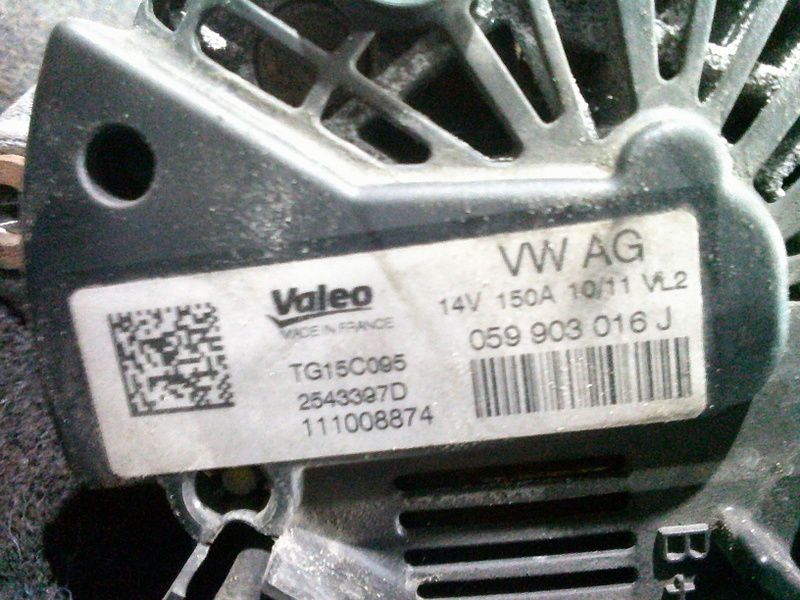 Valeo
MADE IN FRANCE
TG15C095
2543397D
111008874
VW AG
14V 150A 10/11 VL2
059 903 016 J
B+